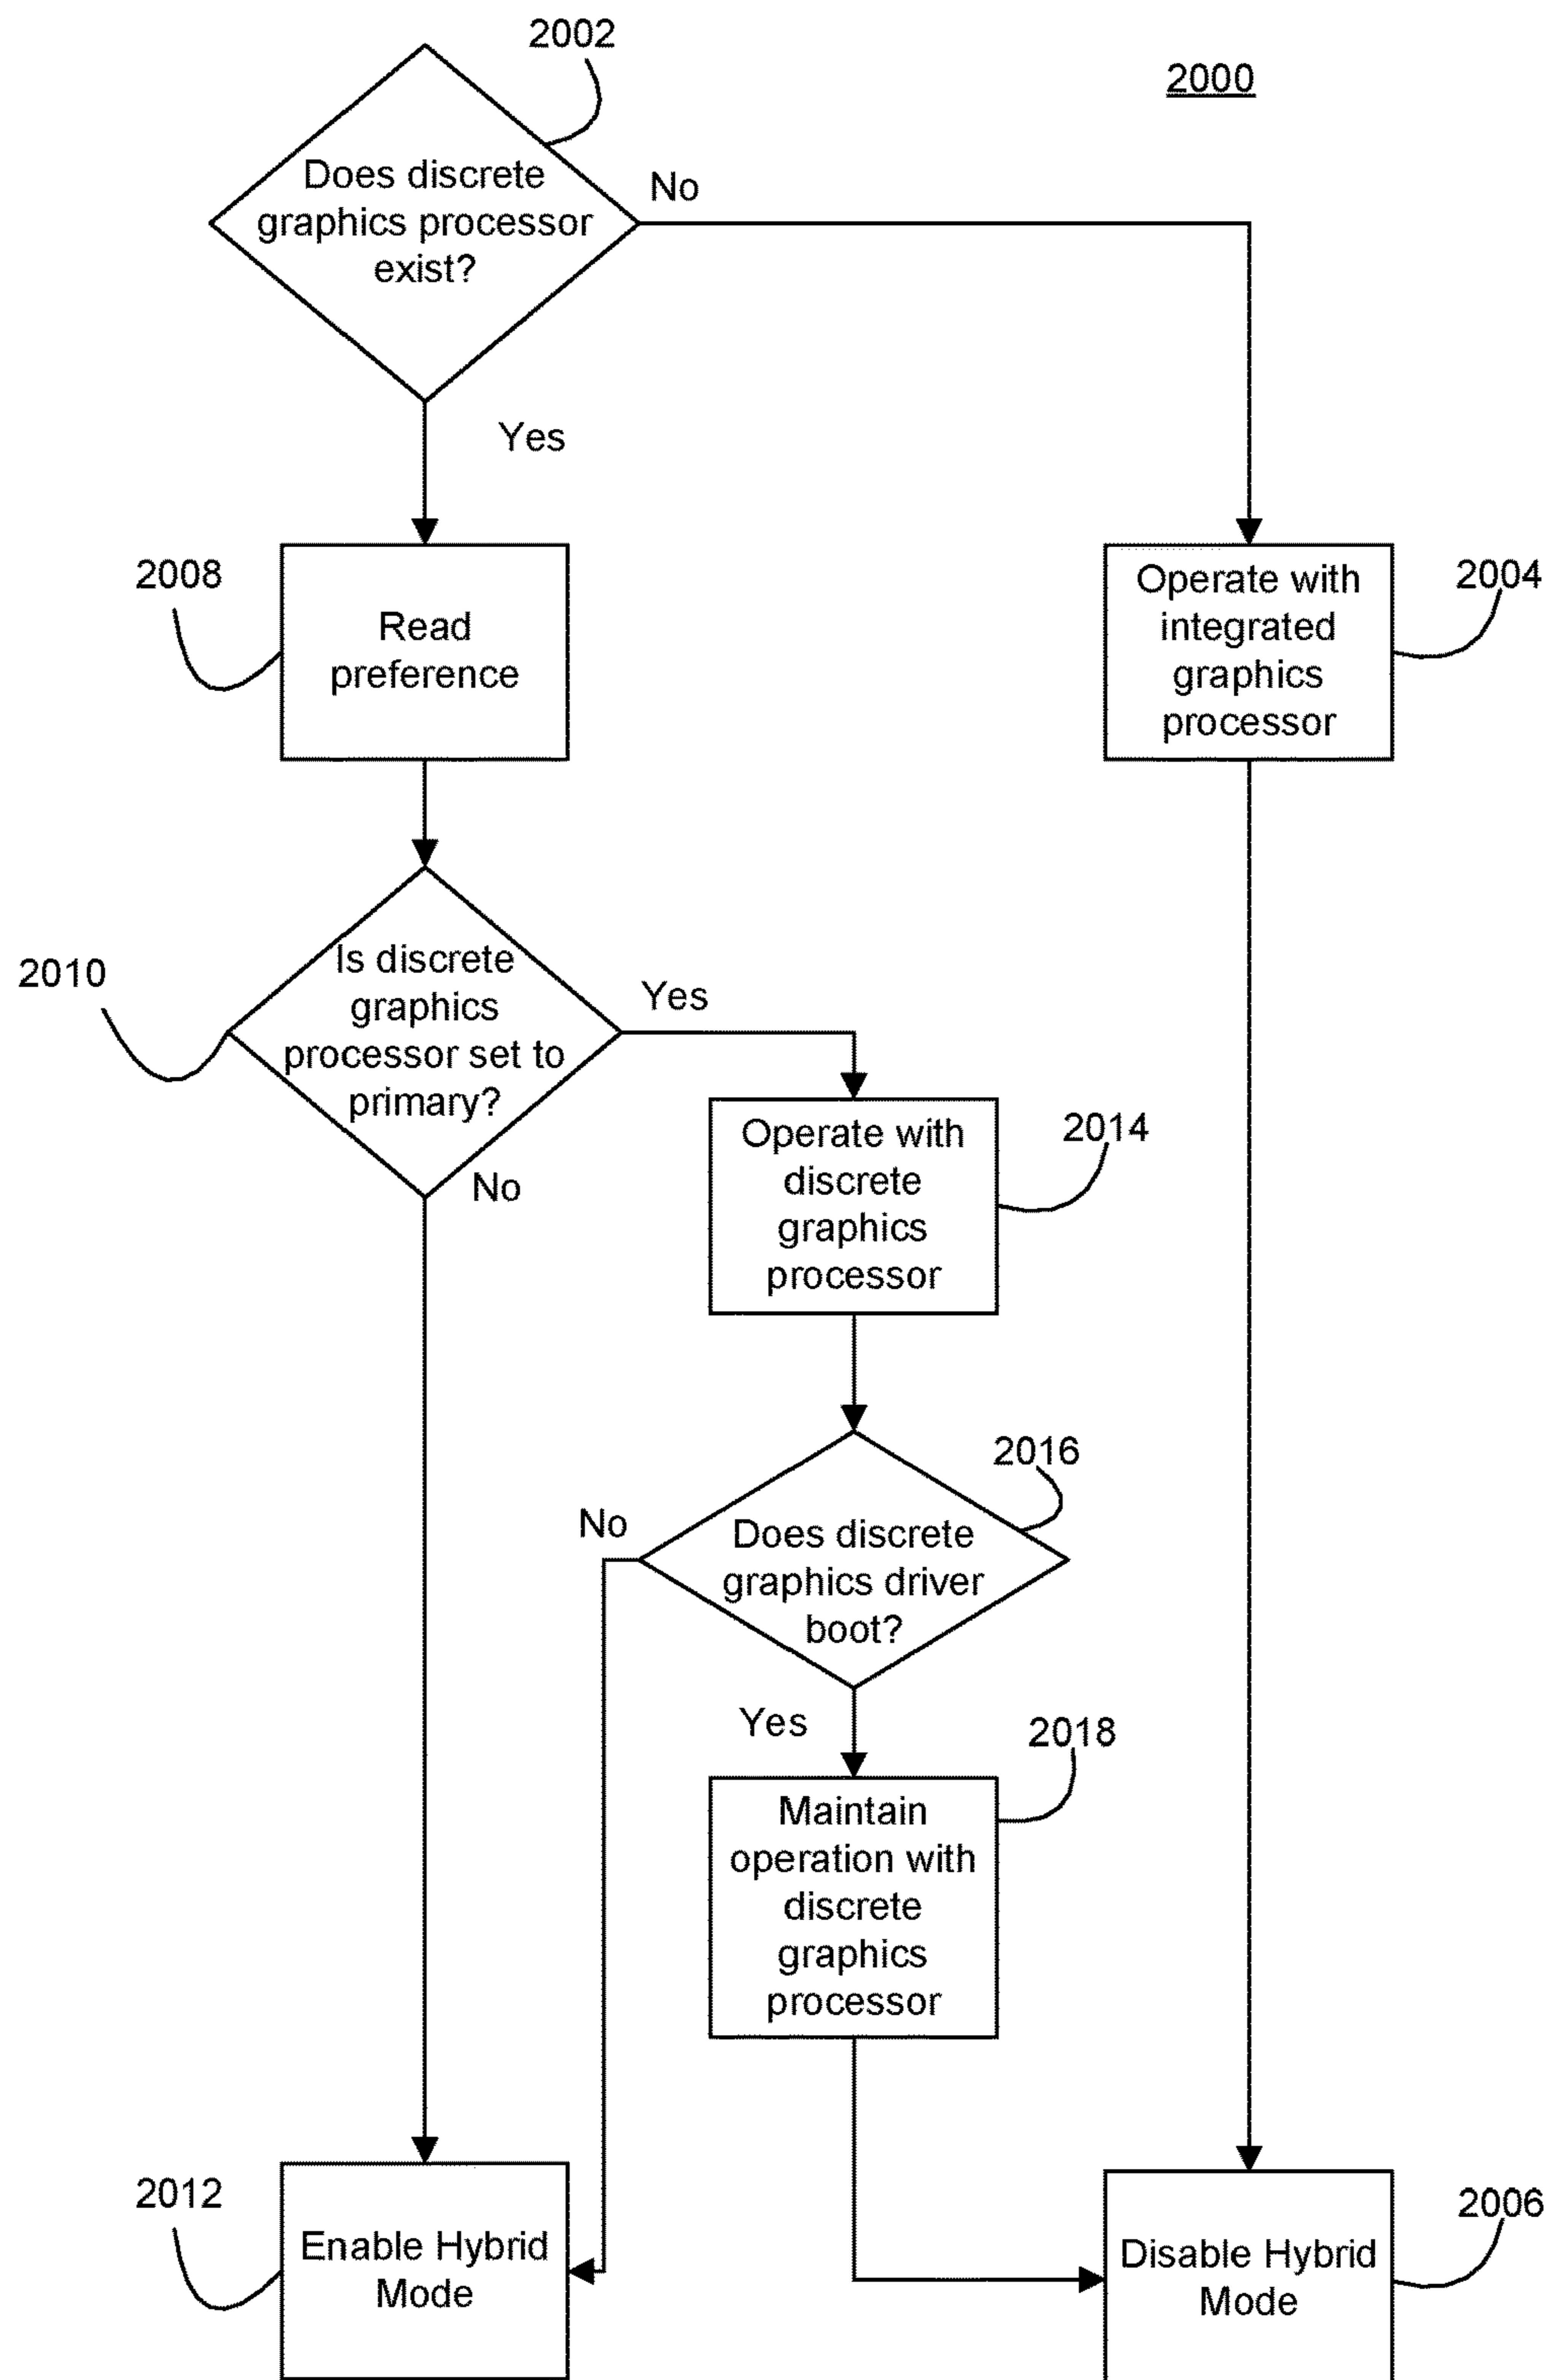 2002
2000
Does discrete
graphics processor
exist?
No
Yes
2008
Read
preference
Operate with
integrated
graphics
processor
2004
2010
Is discrete
graphics
processor set to
primary?
Yes
No
Operate with
discrete
graphics
processor
2014
2016
No
Does discrete
graphics driver
boot?
Yes
2018
Maintain
operation with
discrete
graphics
processor
2012
Enable Hybrid
Mode
Disable Hybrid
Mode
2006